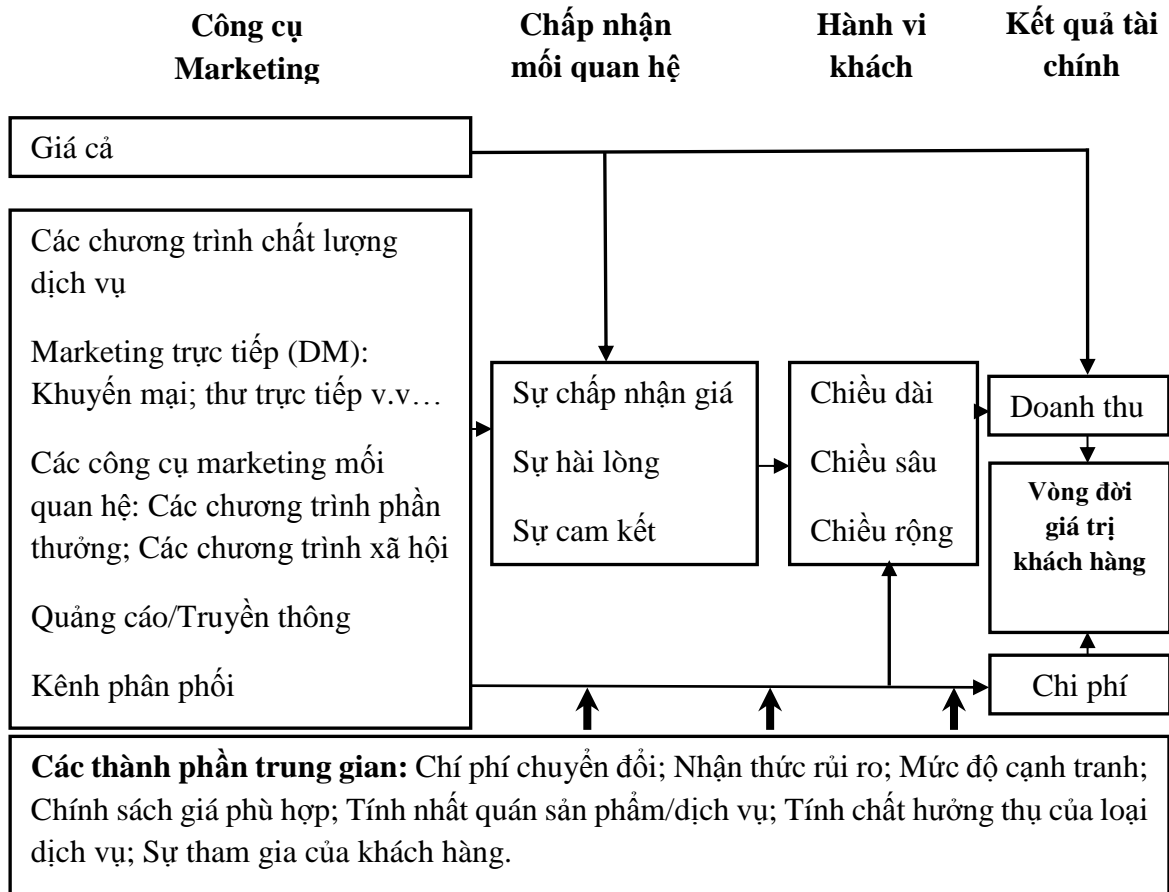 Công cụ
Marketing
Chấp nhận
mối quan hệ
Hành vi
khách
Kết quả tài
chính
Giá cả
Các chương trình chất lượng
dịch vụ
Marketing trực tiếp (DM):
Khuyến mại; thư trực tiếp v.v…
Các công cụ marketing mối
quan hệ: Các chương trình phần
thưởng; Các chương trình xã hội
Quảng cáo/Truyền thông
Kênh phân phối
Sự chấp nhận giá
Sự hài lòng
Sự cam kết
Chiều dài
Chiều sâu
Chiều rộng
Doanh thu
Vòng đời
giá trị
khách hàng
Chi phí
Các thành phần trung gian: Chí phí chuyển đổi; Nhận thức rủi ro; Mức độ cạnh tranh;
Chính sách giá phù hợp; Tính nhất quán sản phẩm/dịch vụ; Tính chất hưởng thụ của loại
dịch vụ; Sự tham gia của khách hàng.